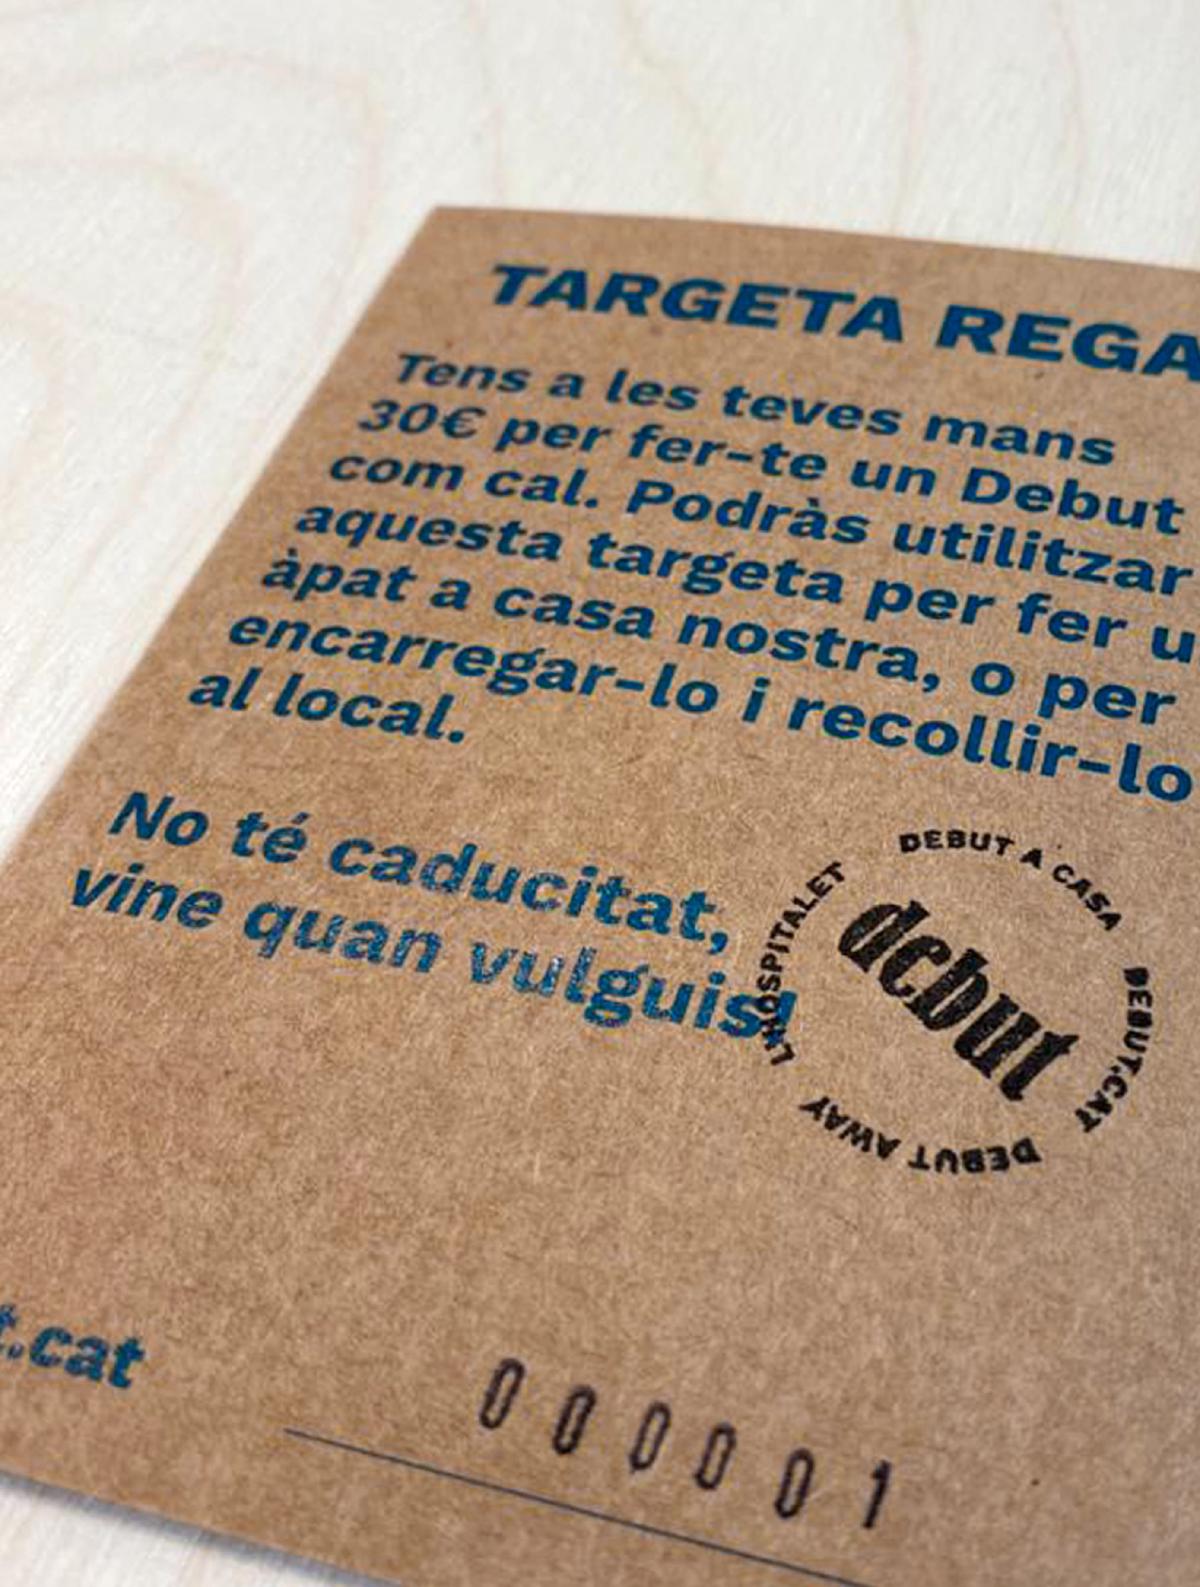 TARGETA REGA
Tens a les teves mans
30€ per fer-te un Debut
com cal. Podràs utilitzar
aquesta targeta per fer u
àpat a casa nostra, o per
encarregar-lo i recollir-lo
al local.
No té caducitat,
vine quan vulguis!
DEBUT A CASA
DEBUT.CAT
DEBUT AWAY
L'HOSPITALET
debut
t.cat
000001